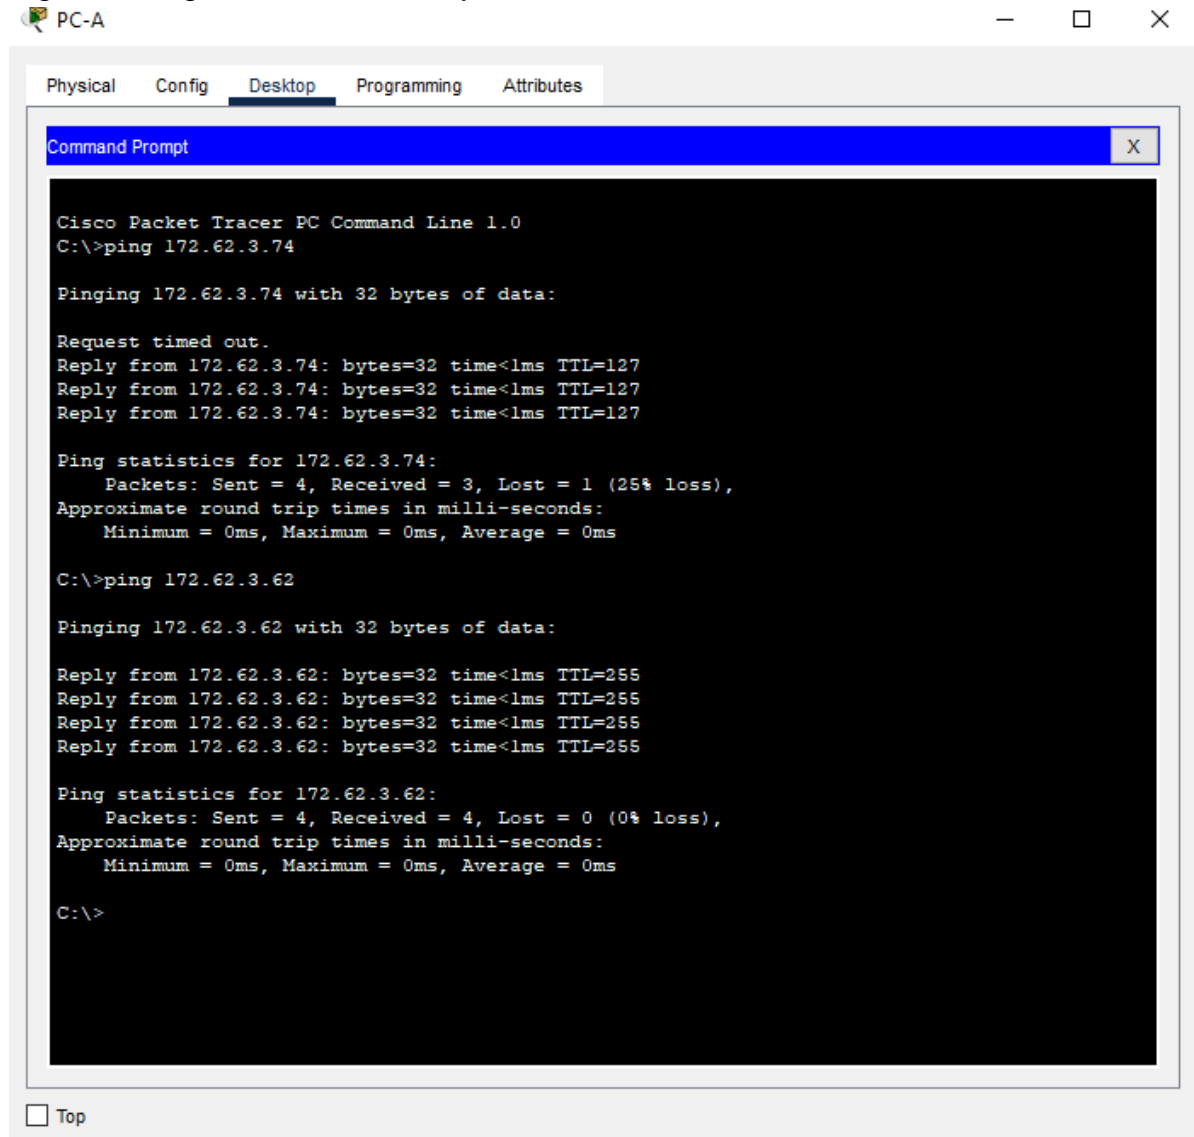 PC-A
Physical Config Desktop Programming Attributes
Command Prompt
X
Cisco Packet Tracer PC Command Line 1.0
C:\>ping 172.62.3.74
Pinging 172.62.3.74 with 32 bytes of data:
Request timed out.
Reply from 172.62.3.74: bytes=32 time<1ms TTL=127
Reply from 172.62.3.74: bytes=32 time<1ms TTL=127
Reply from 172.62.3.74: bytes=32 time<1ms TTL=127
Ping statistics for 172.62.3.74:
Packets: Sent = 4, Received = 3, Lost = 1 (25% loss),
Approximate round trip times in milli-seconds:
Minimum = 0ms, Maximum = 0ms, Average = 0ms
C:\>ping 172.62.3.62
Pinging 172.62.3.62 with 32 bytes of data:
Reply from 172.62.3.62: bytes=32 time<1ms TTL=255
Reply from 172.62.3.62: bytes=32 time<1ms TTL=255
Reply from 172.62.3.62: bytes=32 time<1ms TTL=255
Reply from 172.62.3.62: bytes=32 time<1ms TTL=255
Ping statistics for 172.62.3.62:
Packets: Sent = 4, Received = 4, Lost = 0 (0% loss),
Approximate round trip times in milli-seconds:
Minimum = 0ms, Maximum = 0ms, Average = 0ms
C:\>
Top